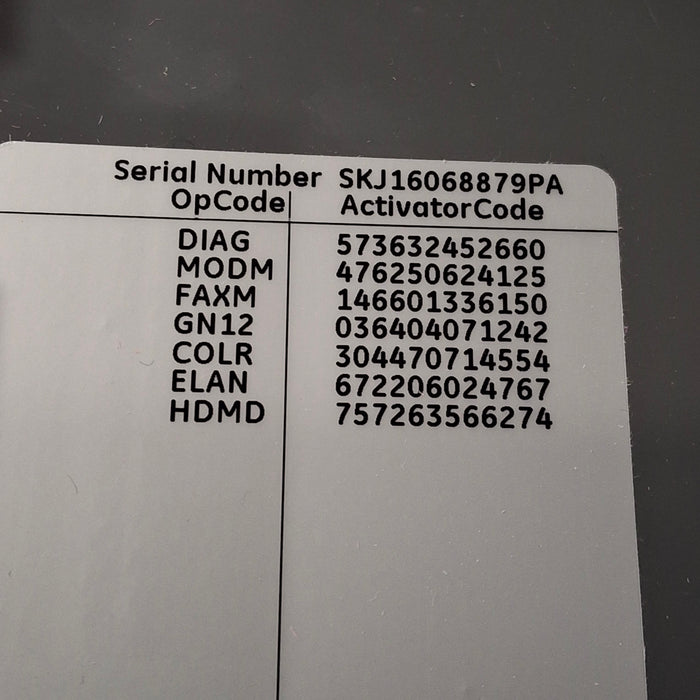 Serial Number SKJ16068879PA
OpCode ActivatorCode
DIAG 573632452660
MODM 476250624125
FAXM 146601336150
GN12 036404071242
COLR 304470714554
ELAN 672206024767
HDMD 757263566274